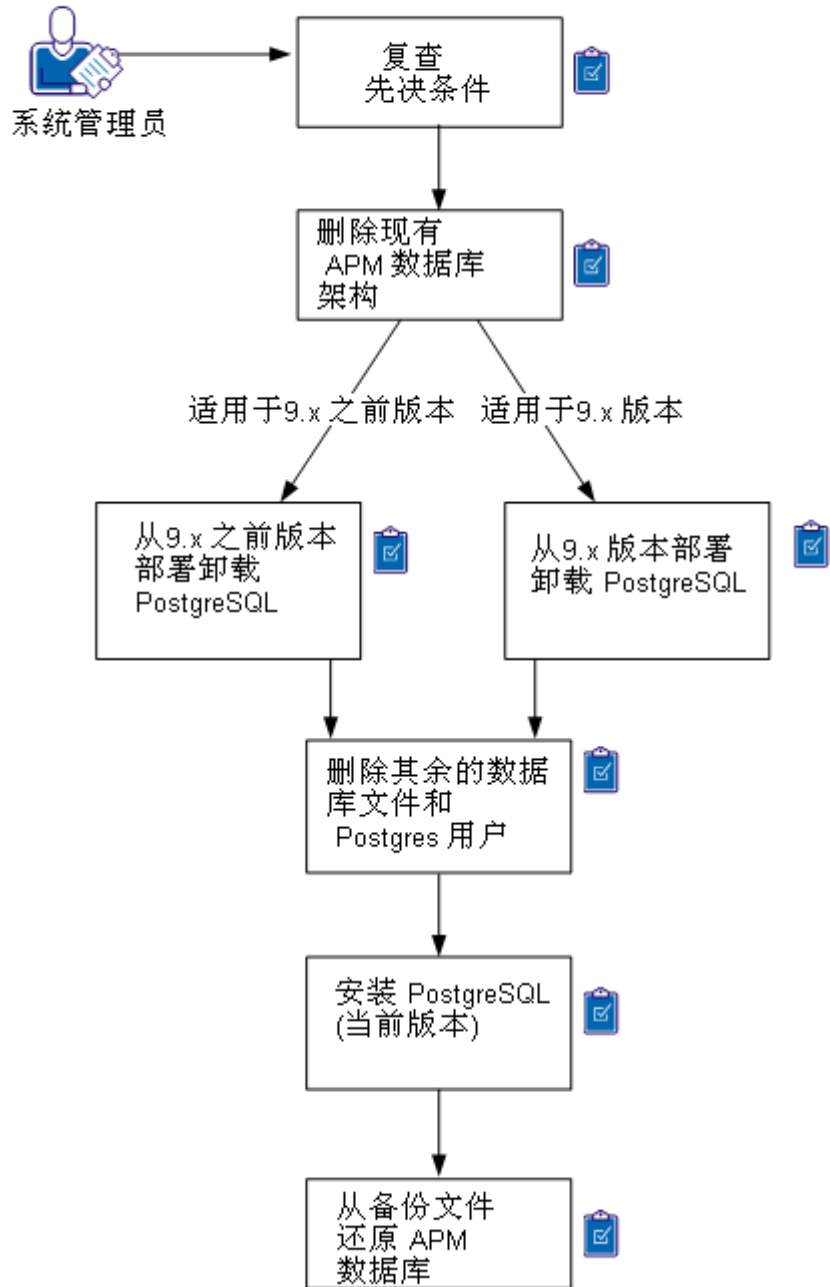 系统管理员
复查
先决条件
删除现有
APM 数据库
架构
适用于9.x 之前版本
适用于9.x 版本
从9.x 之前版本
部署卸载
PostgreSQL
从9.x 版本部署
卸载 PostgreSQL
删除其余的数据
库文件和
Postgres 用户
安装 PostgreSQL
(当前版本)
从备份文件
还原 APM
数据库